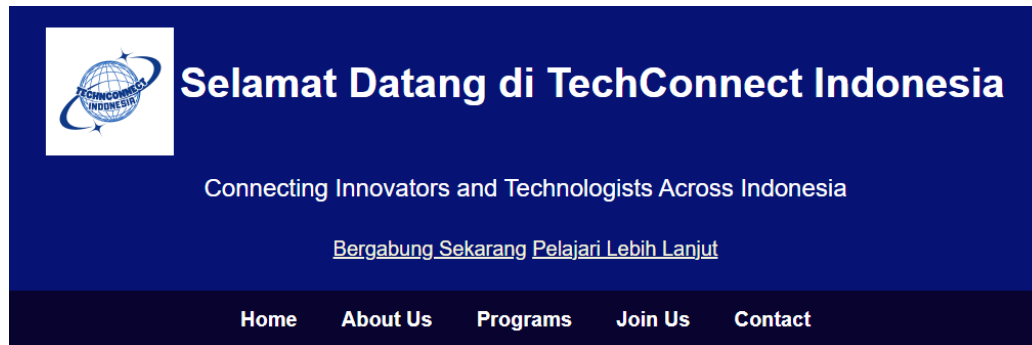 TECHNCONNECT
INDONESIA
Selamat Datang di TechConnect Indonesia
Connecting Innovators and Technologists Across Indonesia
Bergabung Sekarang Pelajari Lebih Lanjut
Home About Us Programs Join Us Contact